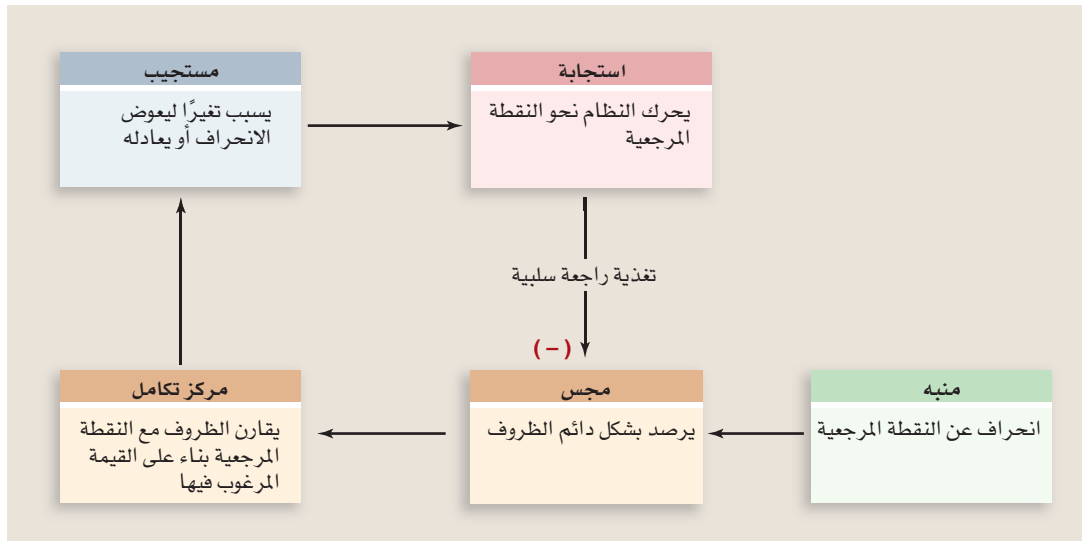 مستجيب
يسبب تغيرًا ليعوض
الانحراف أو يعادله
استجابة
يحرك النظام نحو النقطة
المرجعية
تغذية راجعة سلبية
(–)
منبه
انحراف عن النقطة المرجعية
مجس
يرصد بشكل دائم الظروف
مركز تكامل
يقارن الظروف مع النقطة
المرجعية بناء على القيمة
المرغوب فيها